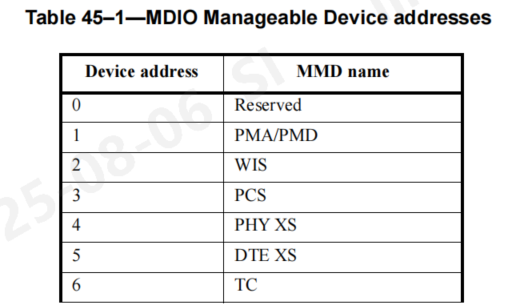 Table 45–1—MDIO Manageable Device addresses
Device address MMD name
0 Reserved
1 PMA/PMD
2 WIS
3 PCS
4 PHY XS
5 DTE XS
6 TC
25-08-06 SI